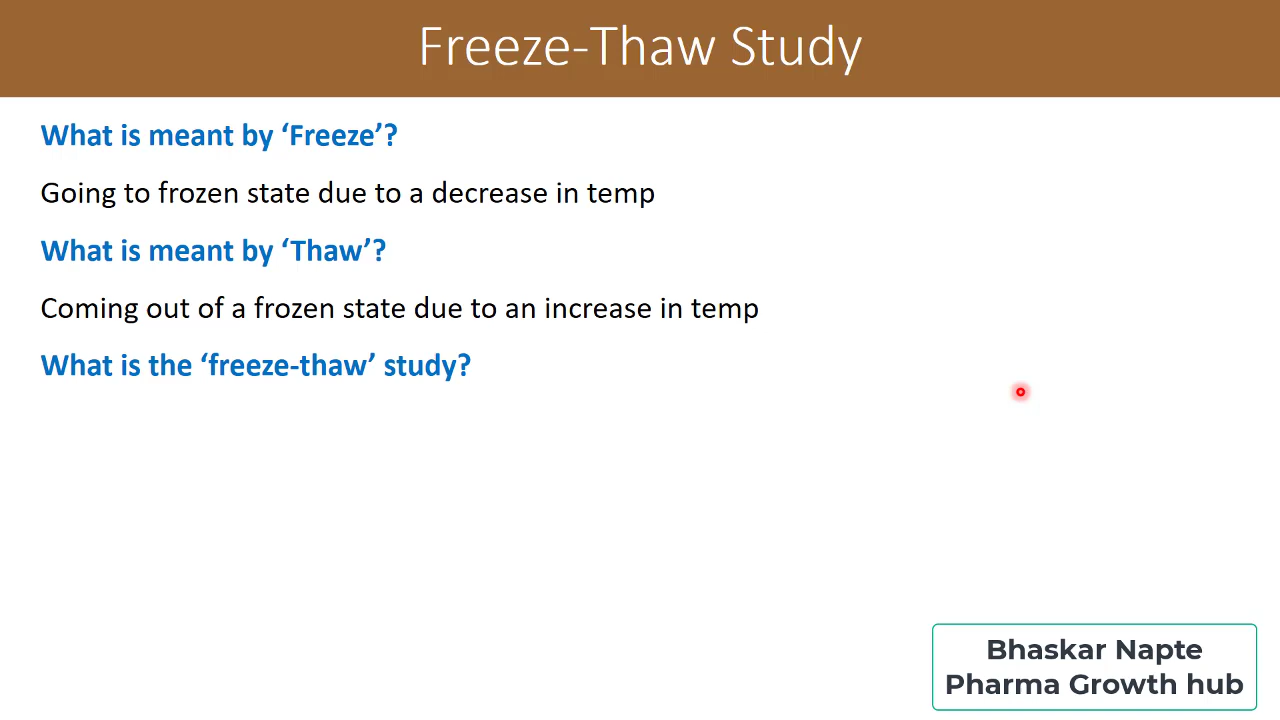 Freeze-Thaw Study
What is meant by ‘Freeze’?
Going to frozen state due to a decrease in temp
What is meant by ‘Thaw’?
Coming out of a frozen state due to an increase in temp
What is the ‘freeze-thaw’ study?
Bhaskar Napte
Pharma Growth hub